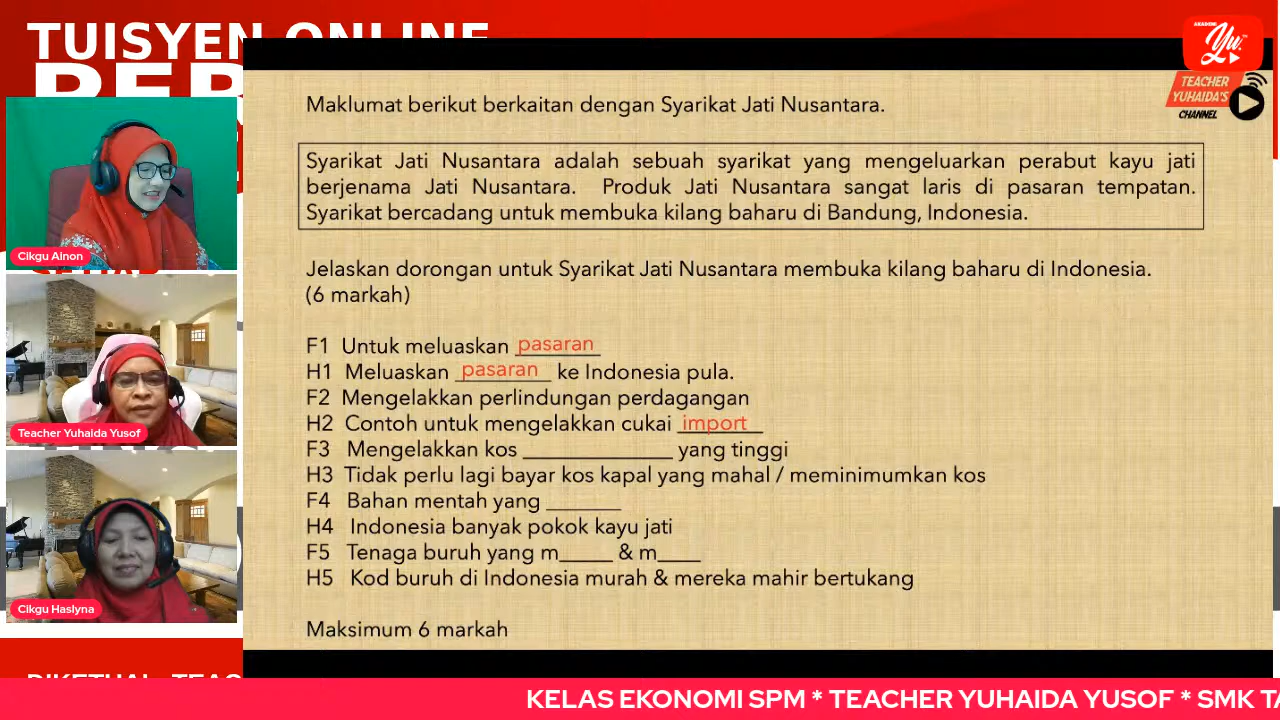 TUISYEN ONLINE
AKADEMI
Yu.
TEACHER
YUHAIDA'S
CHANNEL
Cikgu Ainon
Teacher Yuhaida Yusof
Cikgu Haslyna
Maklumat berikut berkaitan dengan Syarikat Jati Nusantara.
Syarikat Jati Nusantara adalah sebuah syarikat yang mengeluarkan perabut kayu jati
berjenama Jati Nusantara. Produk Jati Nusantara sangat laris di pasaran tempatan.
Syarikat bercadang untuk membuka kilang baharu di Bandung, Indonesia.
Jelaskan dorongan untuk Syarikat Jati Nusantara membuka kilang baharu di Indonesia.
(6 markah)
F1 Untuk meluaskan pasaran
H1 Meluaskan pasaran ke Indonesia pula.
F2 Mengelakkan perlindungan perdagangan
H2 Contoh untuk mengelakkan cukai import
F3 Mengelakkan kos _____________ yang tinggi
H3 Tidak perlu lagi bayar kos kapal yang mahal / meminimumkan kos
F4 Bahan mentah yang ______
H4 Indonesia banyak pokok kayu jati
F5 Tenaga buruh yang m_____ & m____
H5 Kod buruh di Indonesia murah & mereka mahir bertukang
Maksimum 6 markah
KELAS EKONOMI SPM * TEACHER YUHAIDA YUSOF * SMK TA